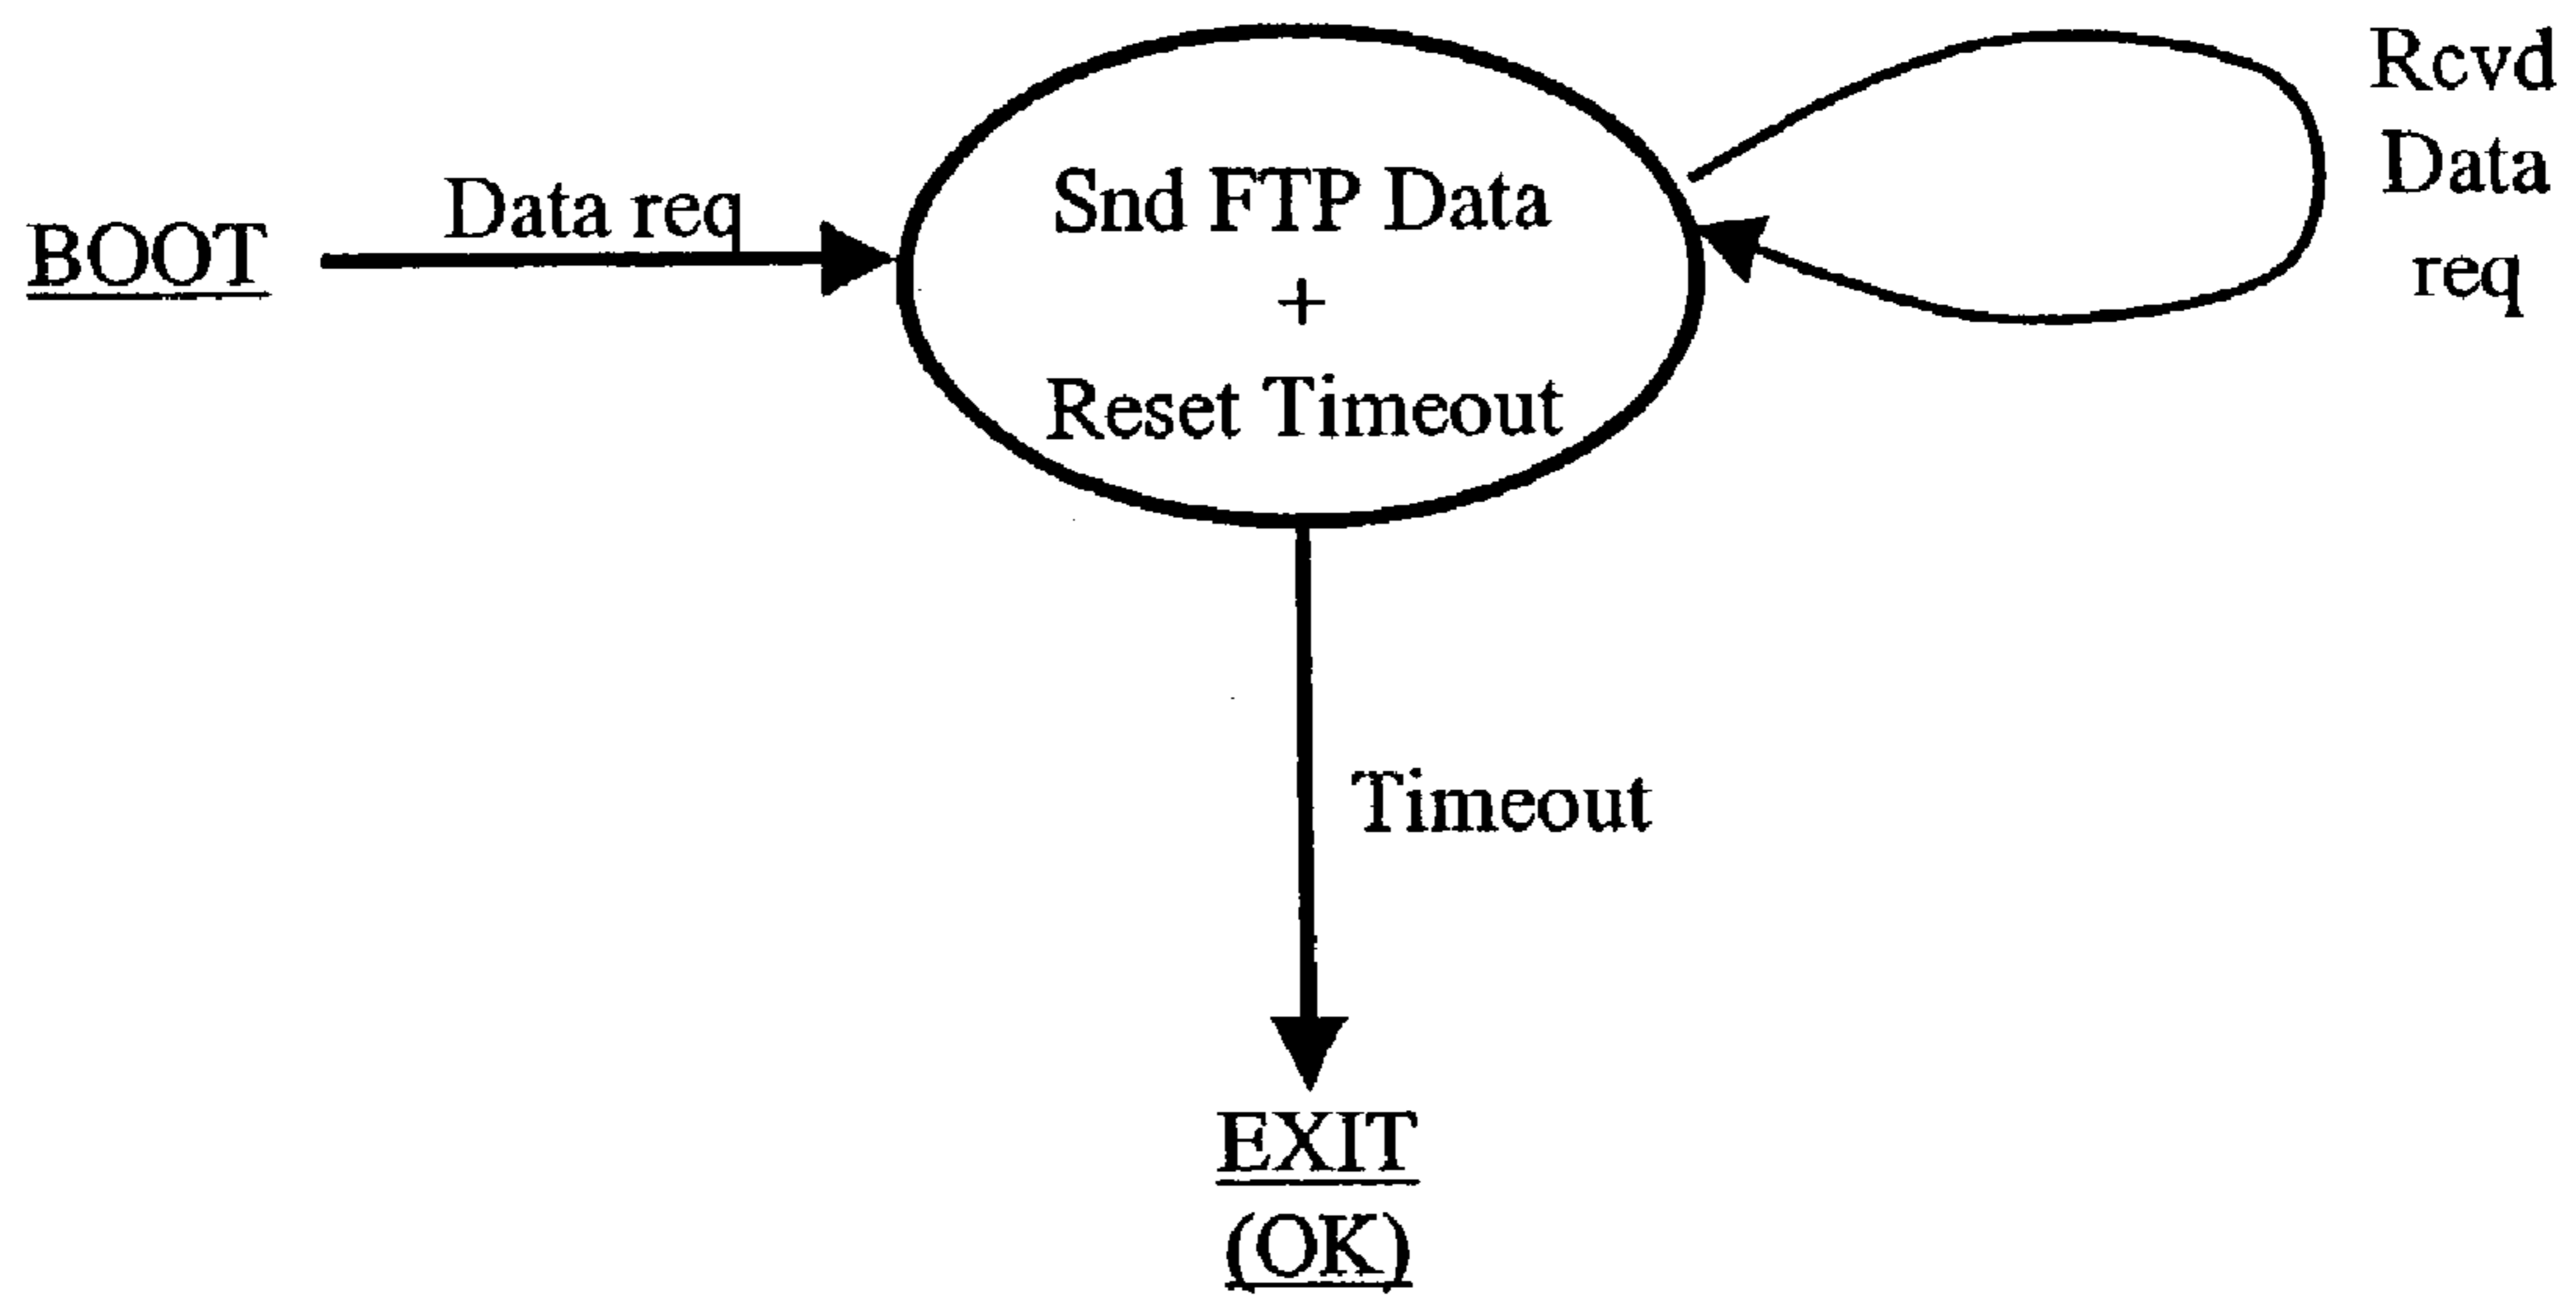 BOOT
Data req
Snd FTP Data
+
Reset Timeout
Rcvd
Data
req
Timeout
EXIT
(OK)